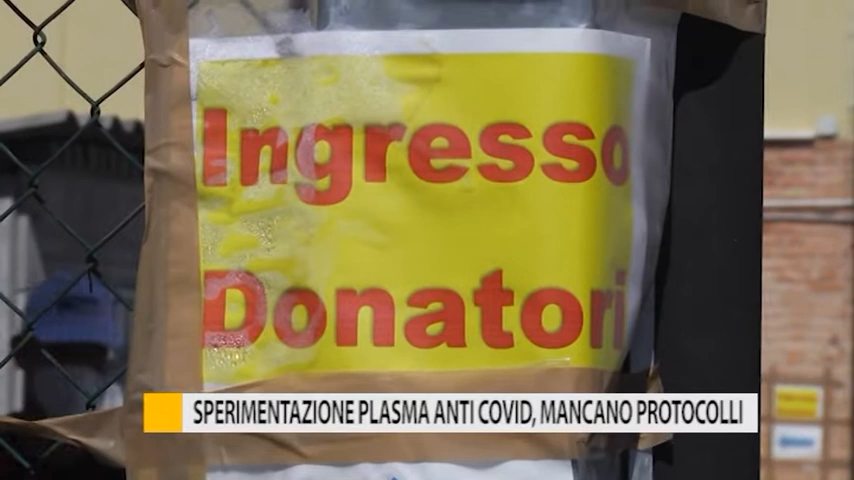 Ingresso
Donatori
SPERIMENTAZIONE PLASMA ANTI COVID, MANCANO PROTOCOLLI